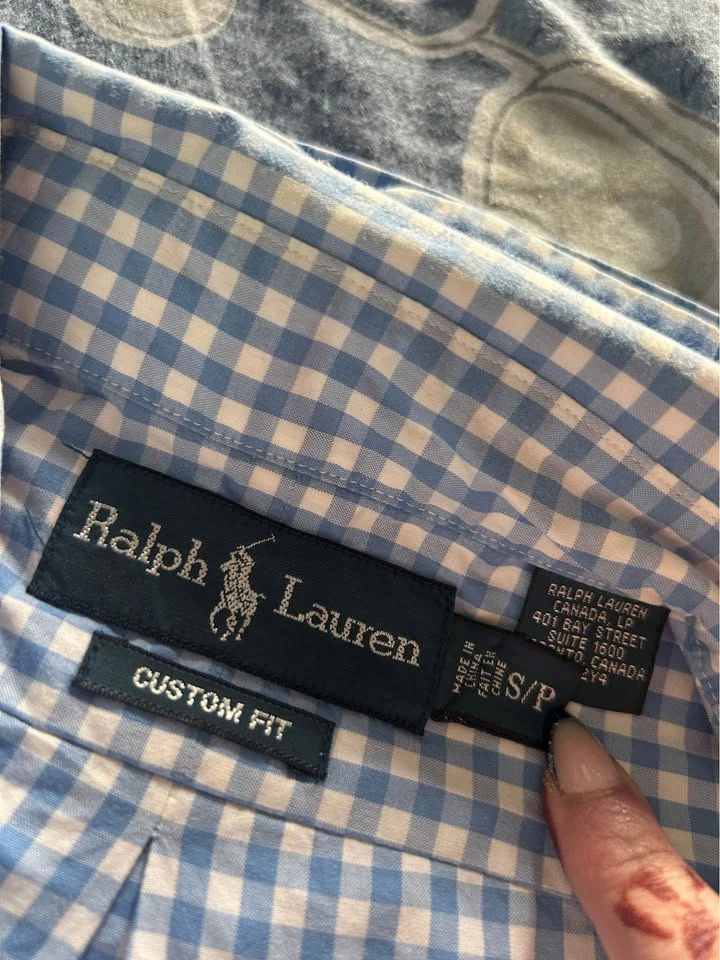 Ralph Lauren
CUSTOM FIT
MADE IN
CHINA
FAIT EN
CHINE
S/P
RALPH LAUREN
CANADA, LP
401 BAY STREET
SUITE 1600
CANADA